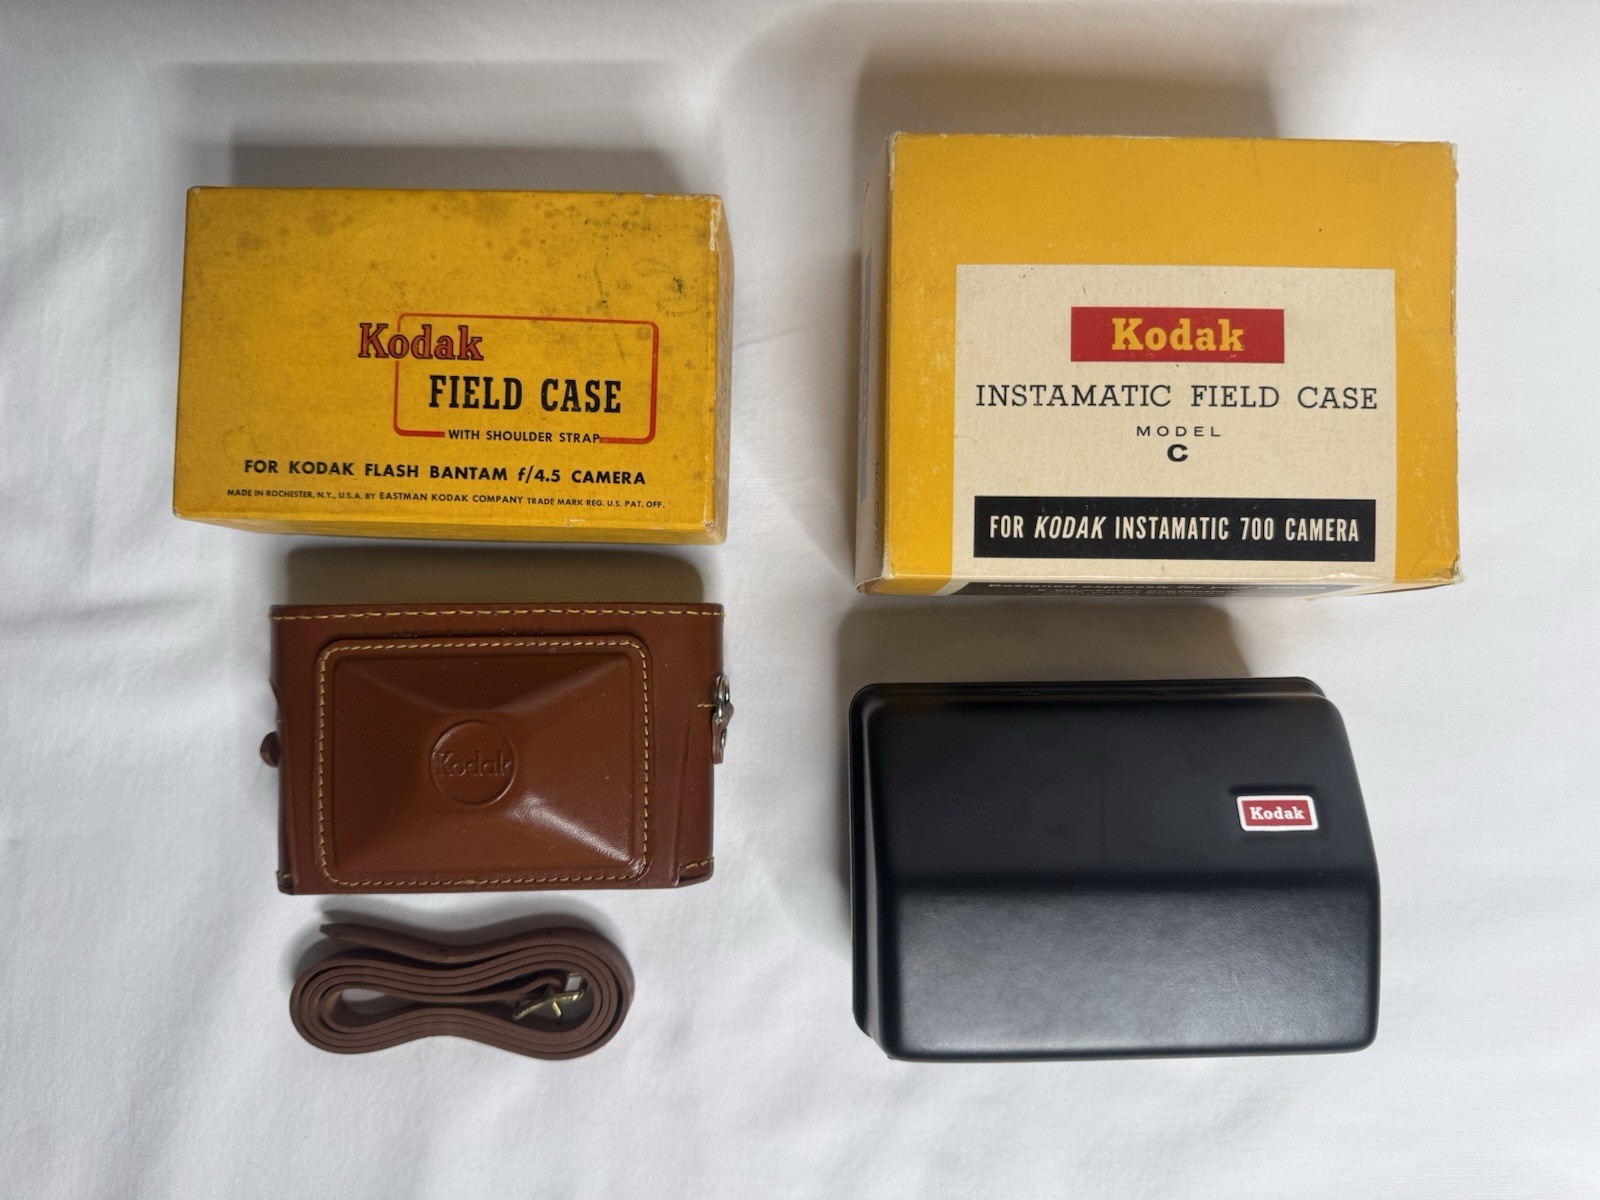 Kodak
FIELD CASE
WITH SHOULDER STRAP
FOR KODAK FLASH BANTAM f/4.5 CAMERA
MADE IN ROCHESTER, N.Y., U.S.A. BY EASTMAN KODAK COMPANY TRADE MARK REG. U.S. PAT. OFF.
Kodak
INSTAMATIC FIELD CASE
MODEL
C
FOR KODAK INSTAMATIC 700 CAMERA
Kodak
Kodak